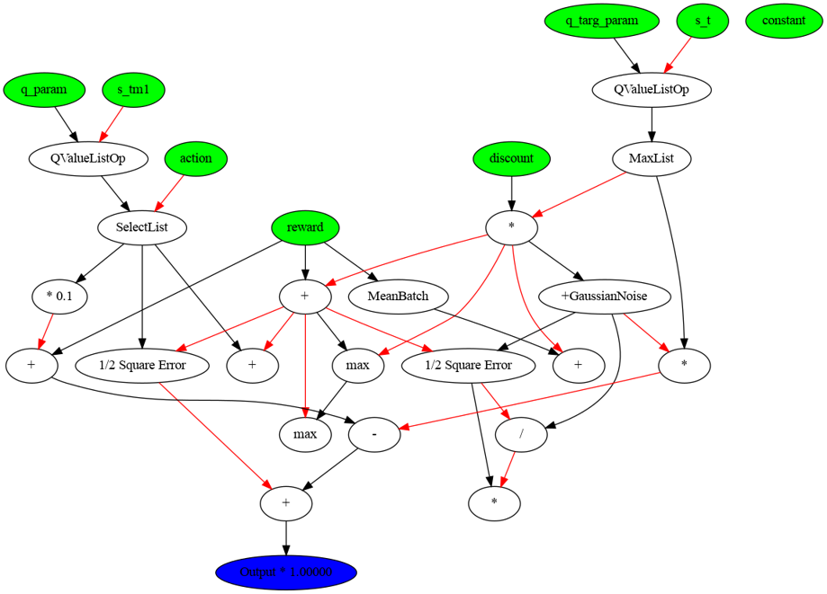 q_targ_param
s_t
constant
q_param
s_tm1
QValueListOp
QValueListOp
action
discount
MaxList
SelectList
reward
*
* 0.1
+
MeanBatch
+GaussianNoise
+
1/2 Square Error
+
max
1/2 Square Error
+
*
max
-
/
+
*
Output * 1.00000